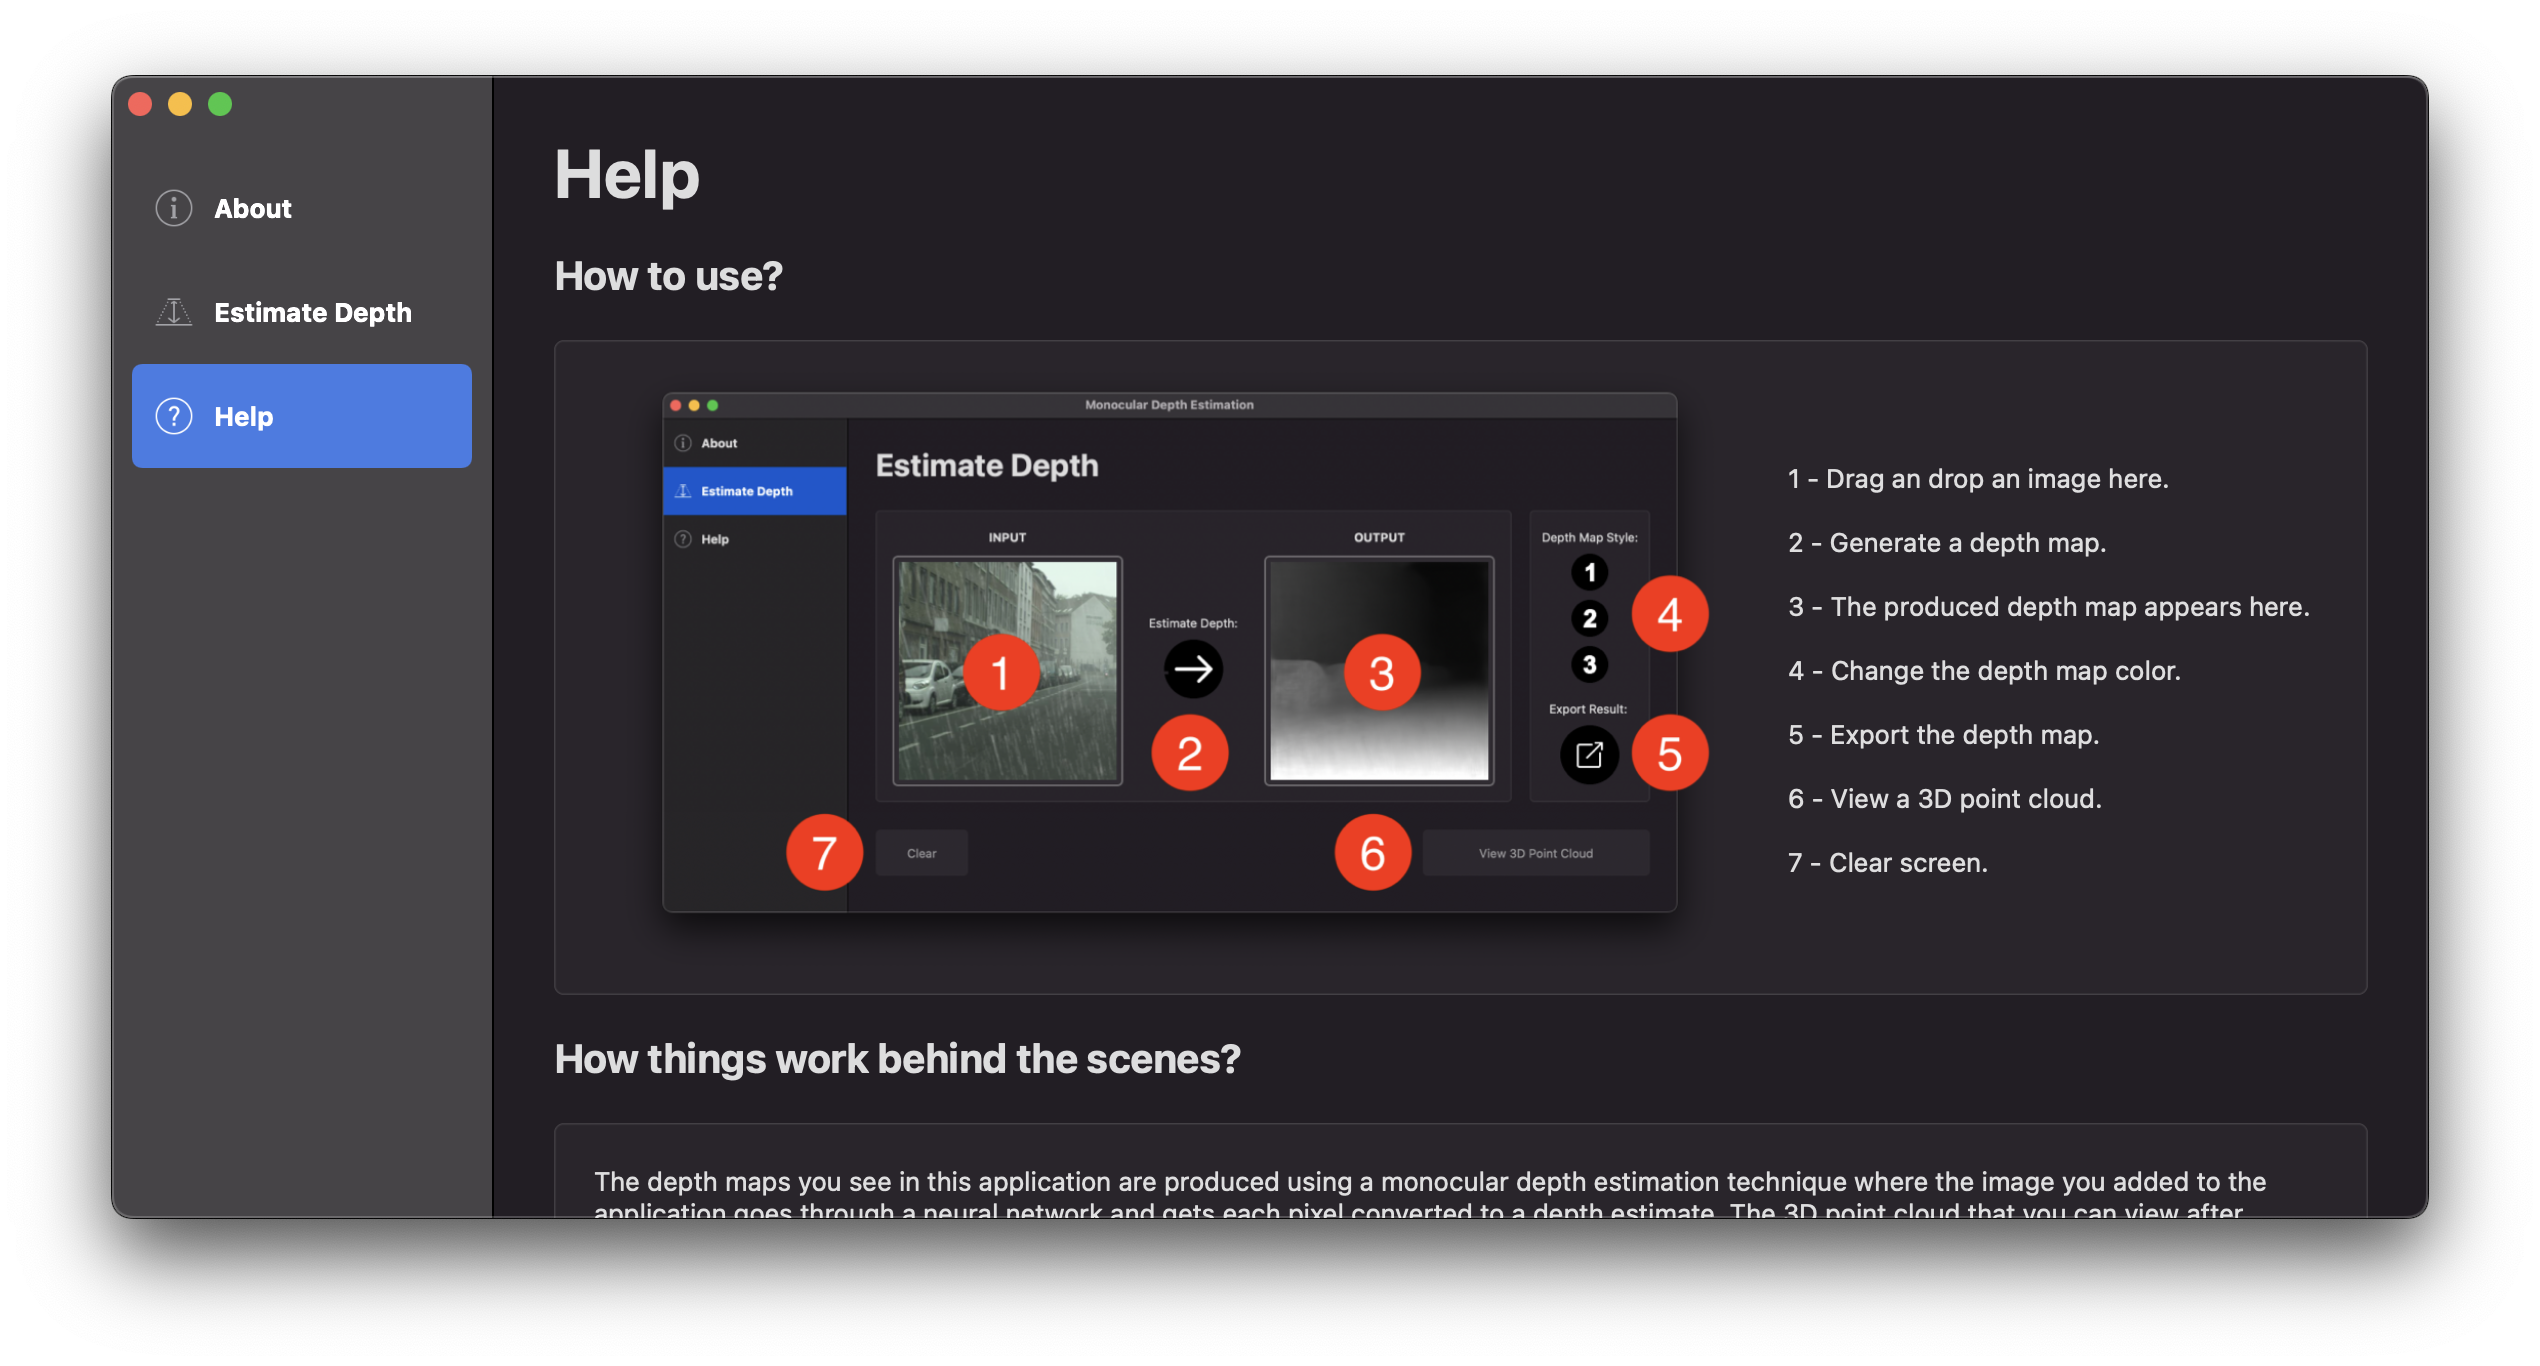 About
Estimate Depth
Help
Help
How to use?
Monocular Depth Estimation
About
Estimate Depth
Help
Estimate Depth
INPUT
OUTPUT
Estimate Depth:
Depth Map Style:
1
2
3
Export Result:
1
2
3
4
5
7
Clear
6
View 3D Point Cloud
1 - Drag an drop an image here.
2 - Generate a depth map.
3 - The produced depth map appears here.
4 - Change the depth map color.
5 - Export the depth map.
6 - View a 3D point cloud.
7 - Clear screen.
How things work behind the scenes?
The depth maps you see in this application are produced using a monocular depth estimation technique where the image you added to the
application goes through a neural network and gets each pixel converted to a depth estimate. The 3D point cloud that you can view after